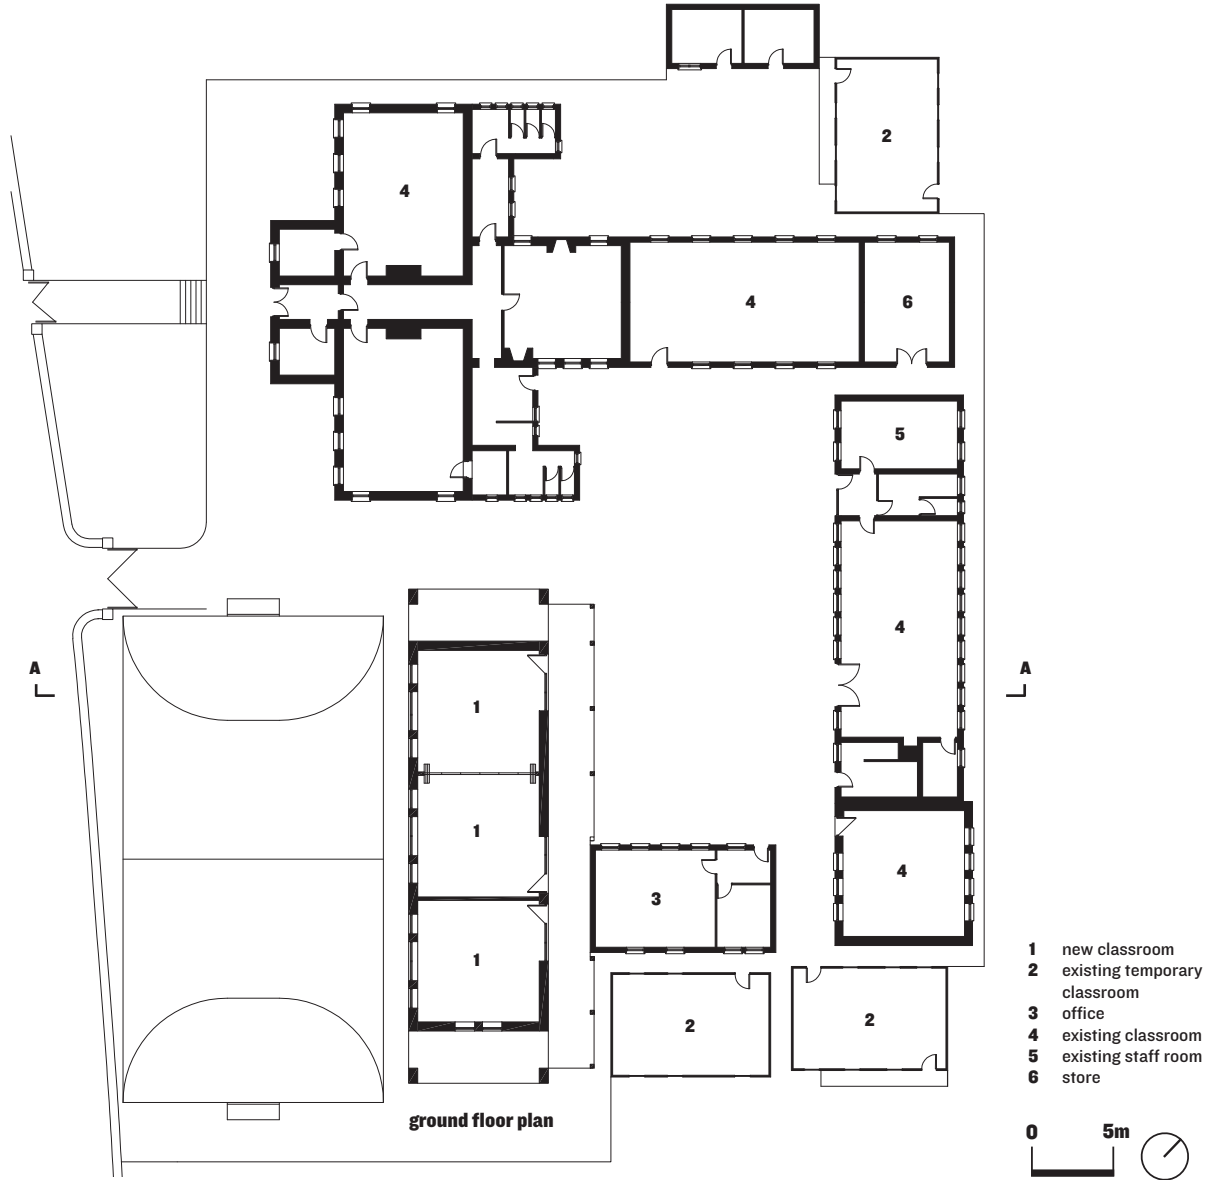 2
4
4
6
5
4
A
A
1
1
4
3
1
2
2
1 new classroom
2 existing temporary
classroom
3 office
4 existing classroom
5 existing staff room
6 store
ground floor plan
0 5m